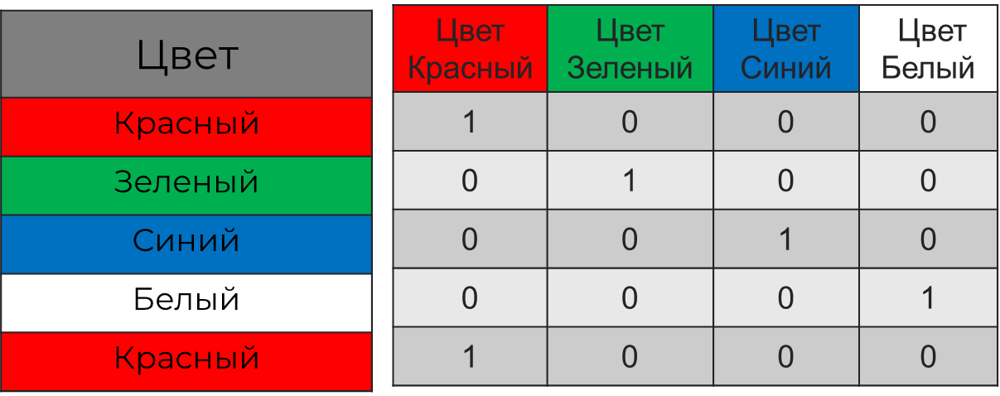 Цвет
Красный
Зеленый
Синий
Белый
Красный
Цвет Красный Цвет Зеленый Цвет Синий Цвет Белый
1 0 0 0
0 1 0 0
0 0 1 0
0 0 0 1
1 0 0 0